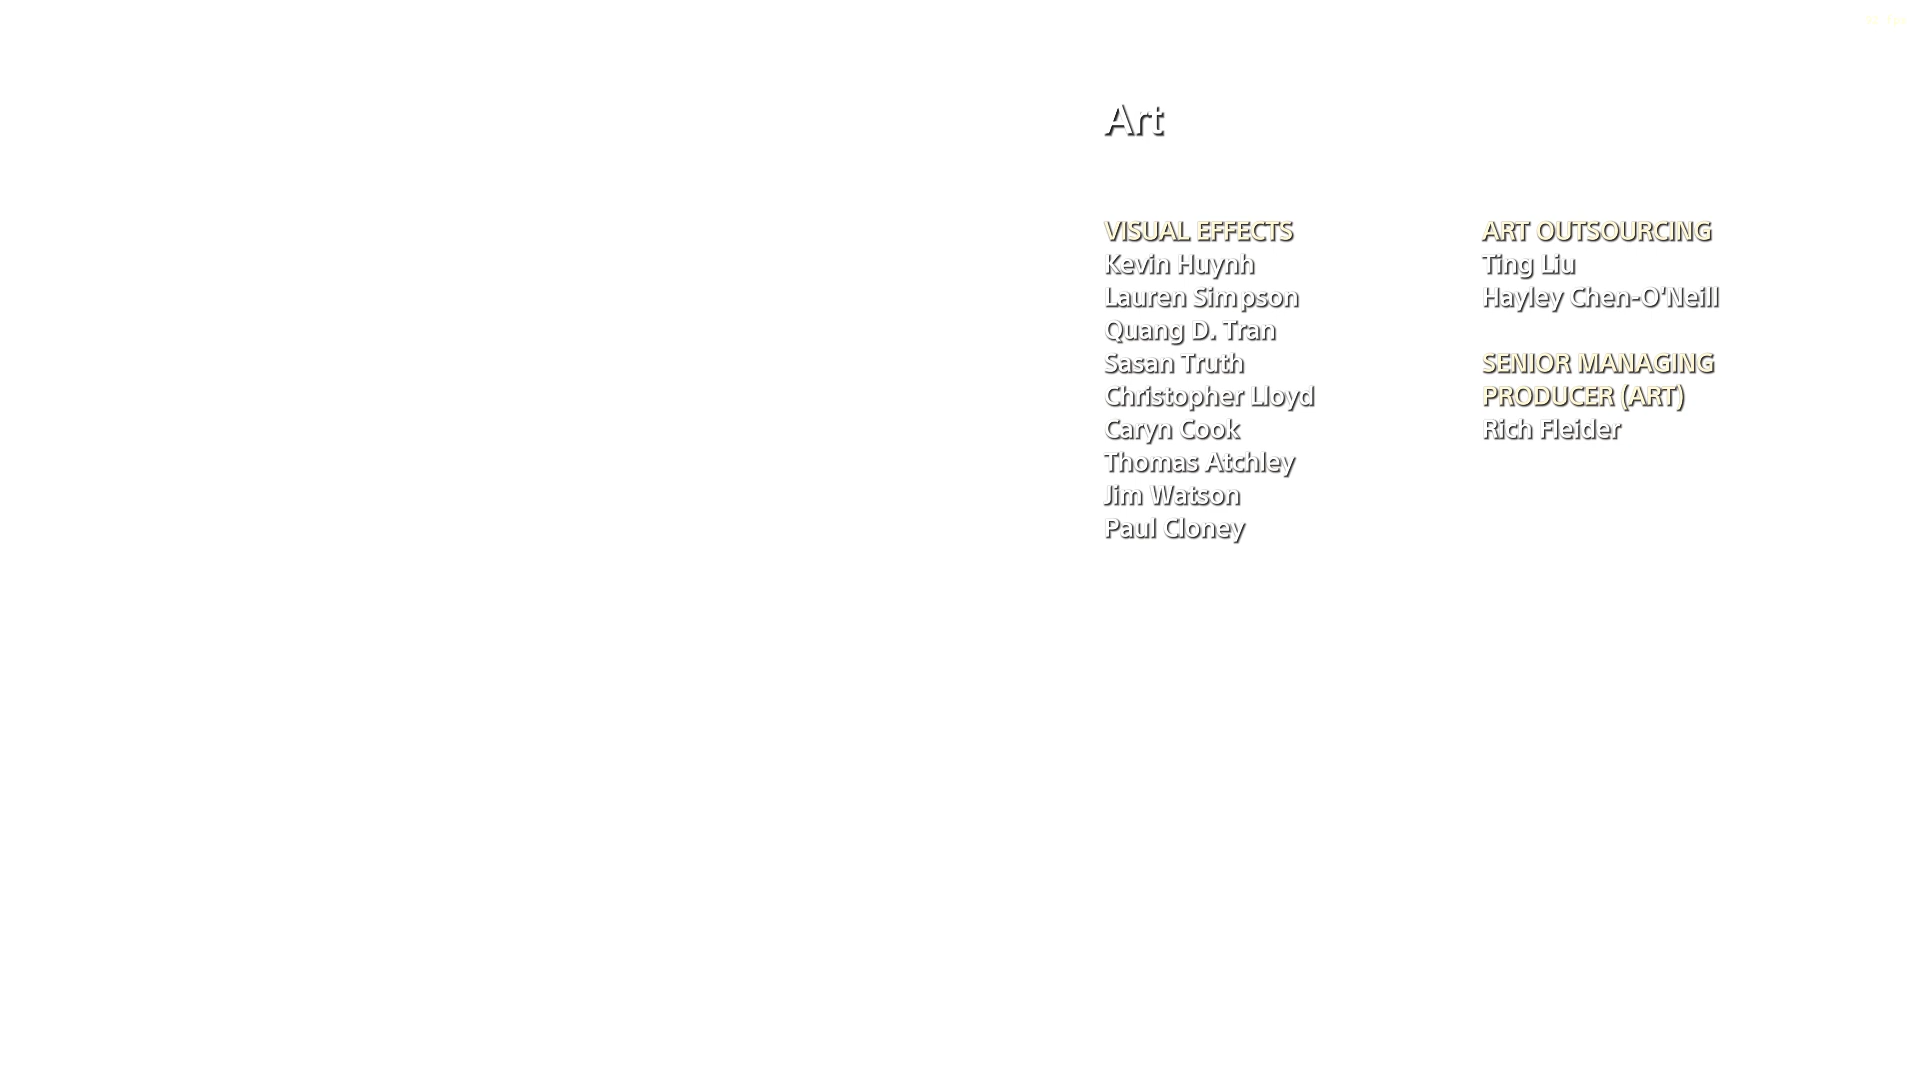 Art
VISUAL EFFECTS
Kevin Huynh
Lauren Simpson
Quang D. Tran
Sasan Truth
Christopher Lloyd
Caryn Cook
Thomas Atchley
Jim Watson
Paul Cloney
ART OUTSOURCING
Ting Liu
Hayley Chen-O'Neill
SENIOR MANAGING
PRODUCER (ART)
Rich Fleider